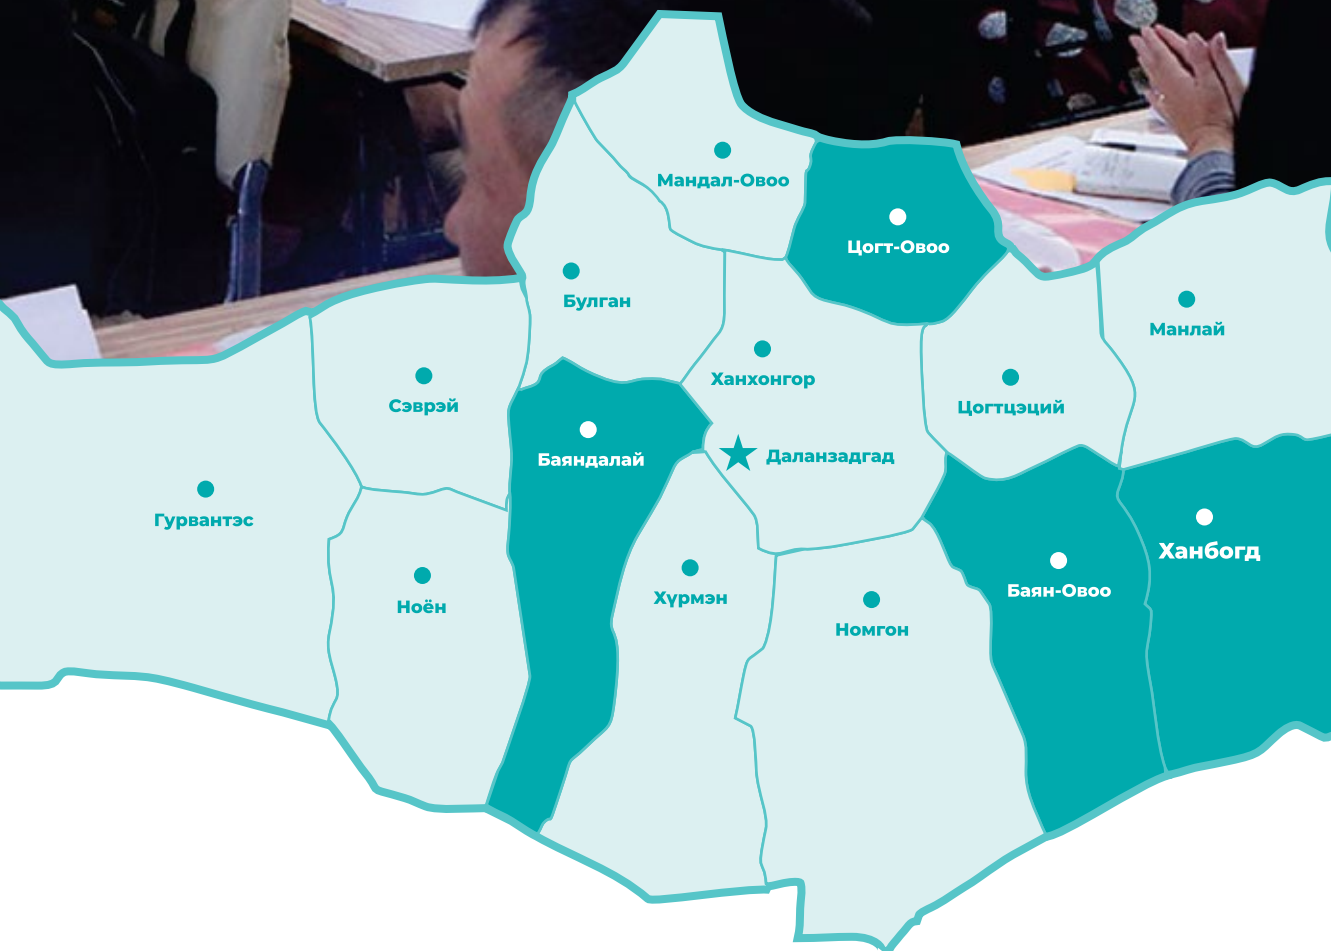 Мандал-Овоо
Цогт-Овоо
Булган
Манлай
Ханхонгор
Сэврэй
Цогтцэций
Баяндалай
Даланзадгад
Гурвантэс
Ханбогд
Баян-Овоо
Хүрмэн
Ноён
Номгон